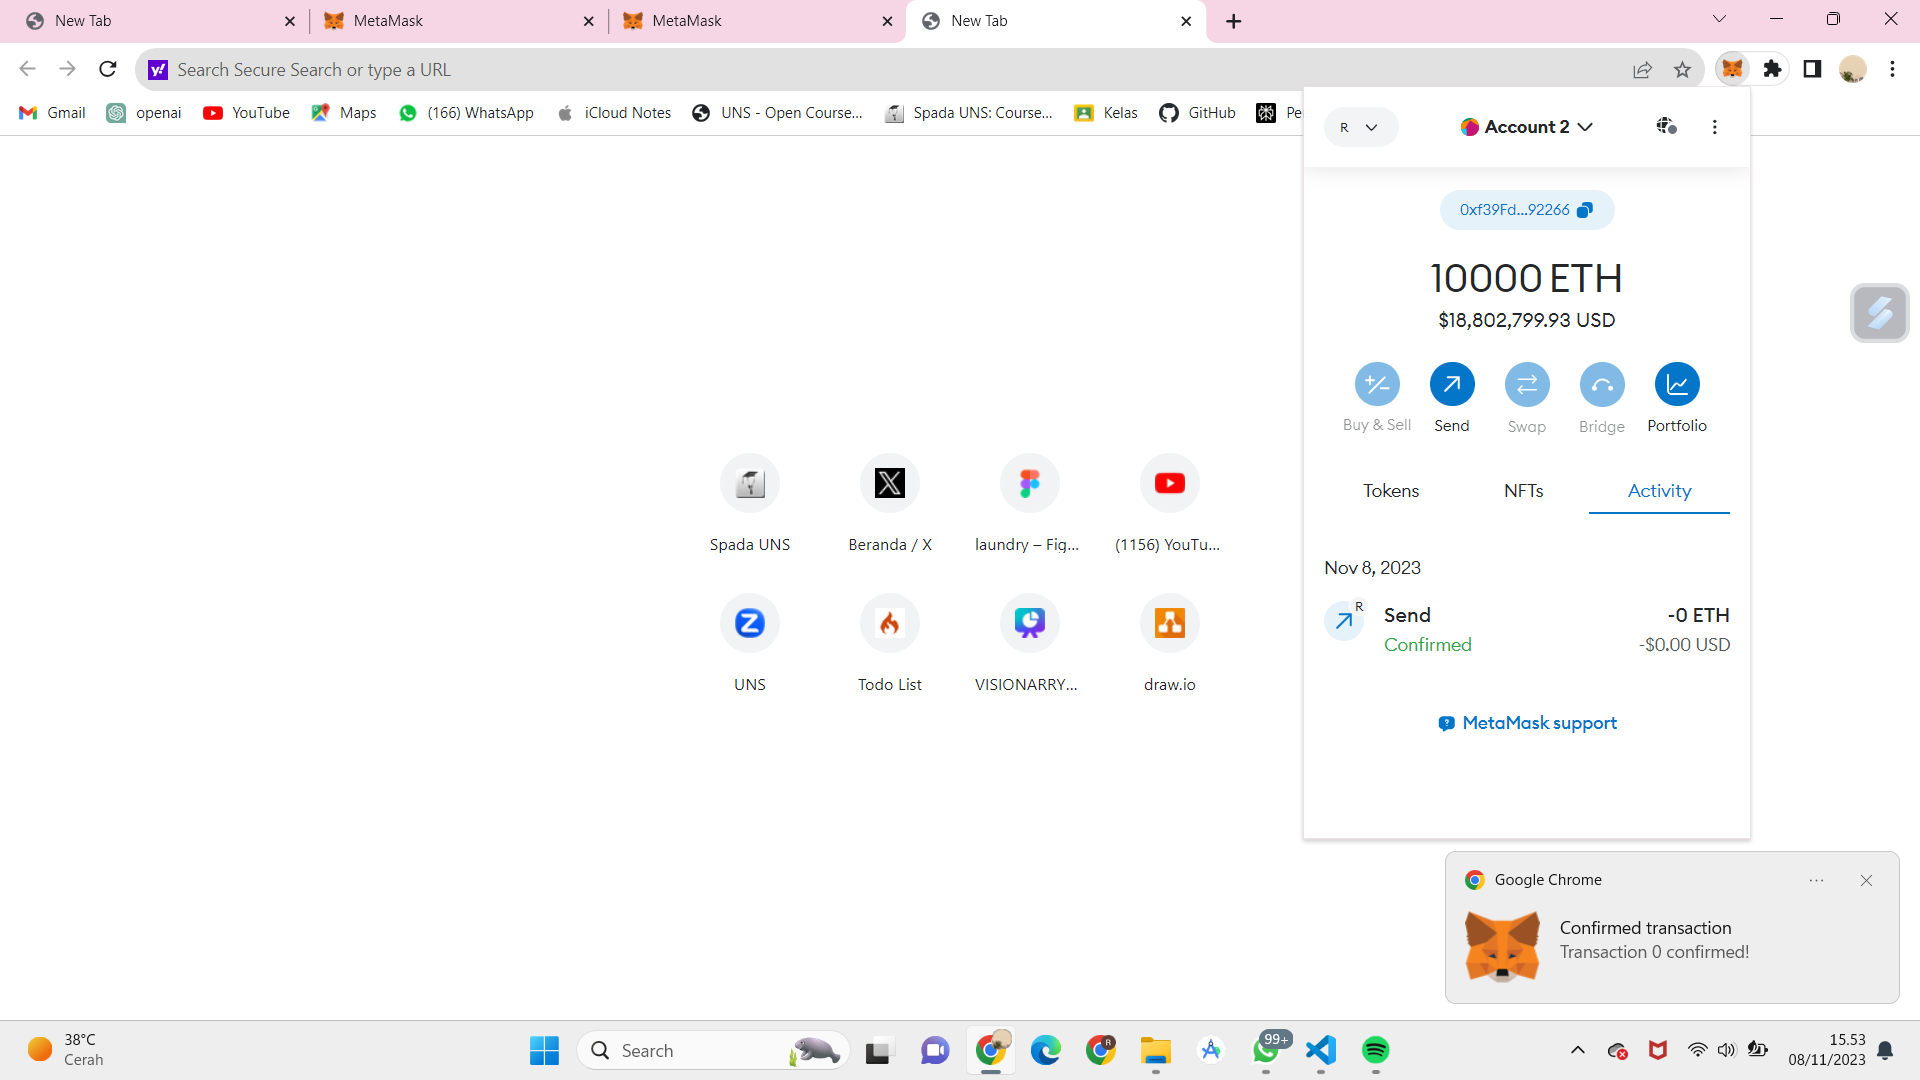 New Tab
MetaMask
MetaMask
New Tab
Search Secure Search or type a URL
Gmail
openai
YouTube
Maps
(166) WhatsApp
iCloud Notes
UNS - Open Course...
Spada UNS: Course...
Kelas
GitHub
Pe
R
Account 2
0xf39Fd...92266
10000 ETH
$18,802,799.93 USD
Buy & Sell
Send
Swap
Bridge
Portfolio
Tokens
NFTs
Activity
Nov 8, 2023
R
Send
-0 ETH
Confirmed
-$0.00 USD
MetaMask support
Spada UNS
Beranda / X
laundry – Fig...
(1156) YouTu...
UNS
Todo List
VISIONARRY...
draw.io
Google Chrome
Confirmed transaction
Transaction 0 confirmed!
38°C
Cerah
Search
99+
15.53
08/11/2023